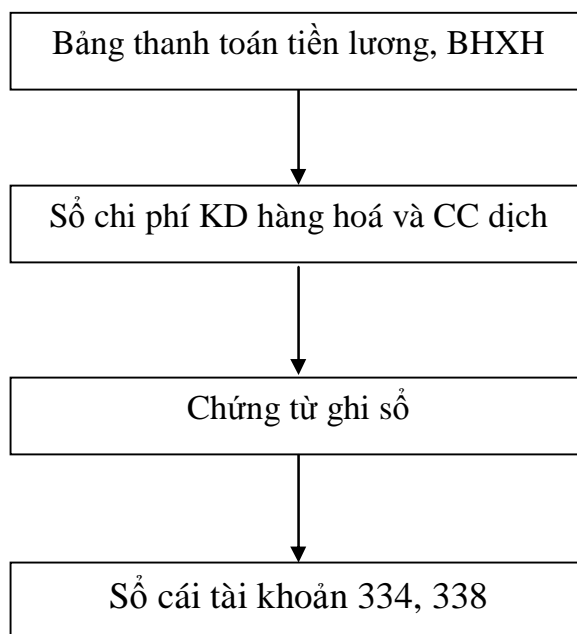 Bảng thanh toán tiền lương, BHXH
Sổ chi phí KD hàng hoá và CC dịch
Chứng từ ghi sổ
Sổ cái tài khoản 334, 338